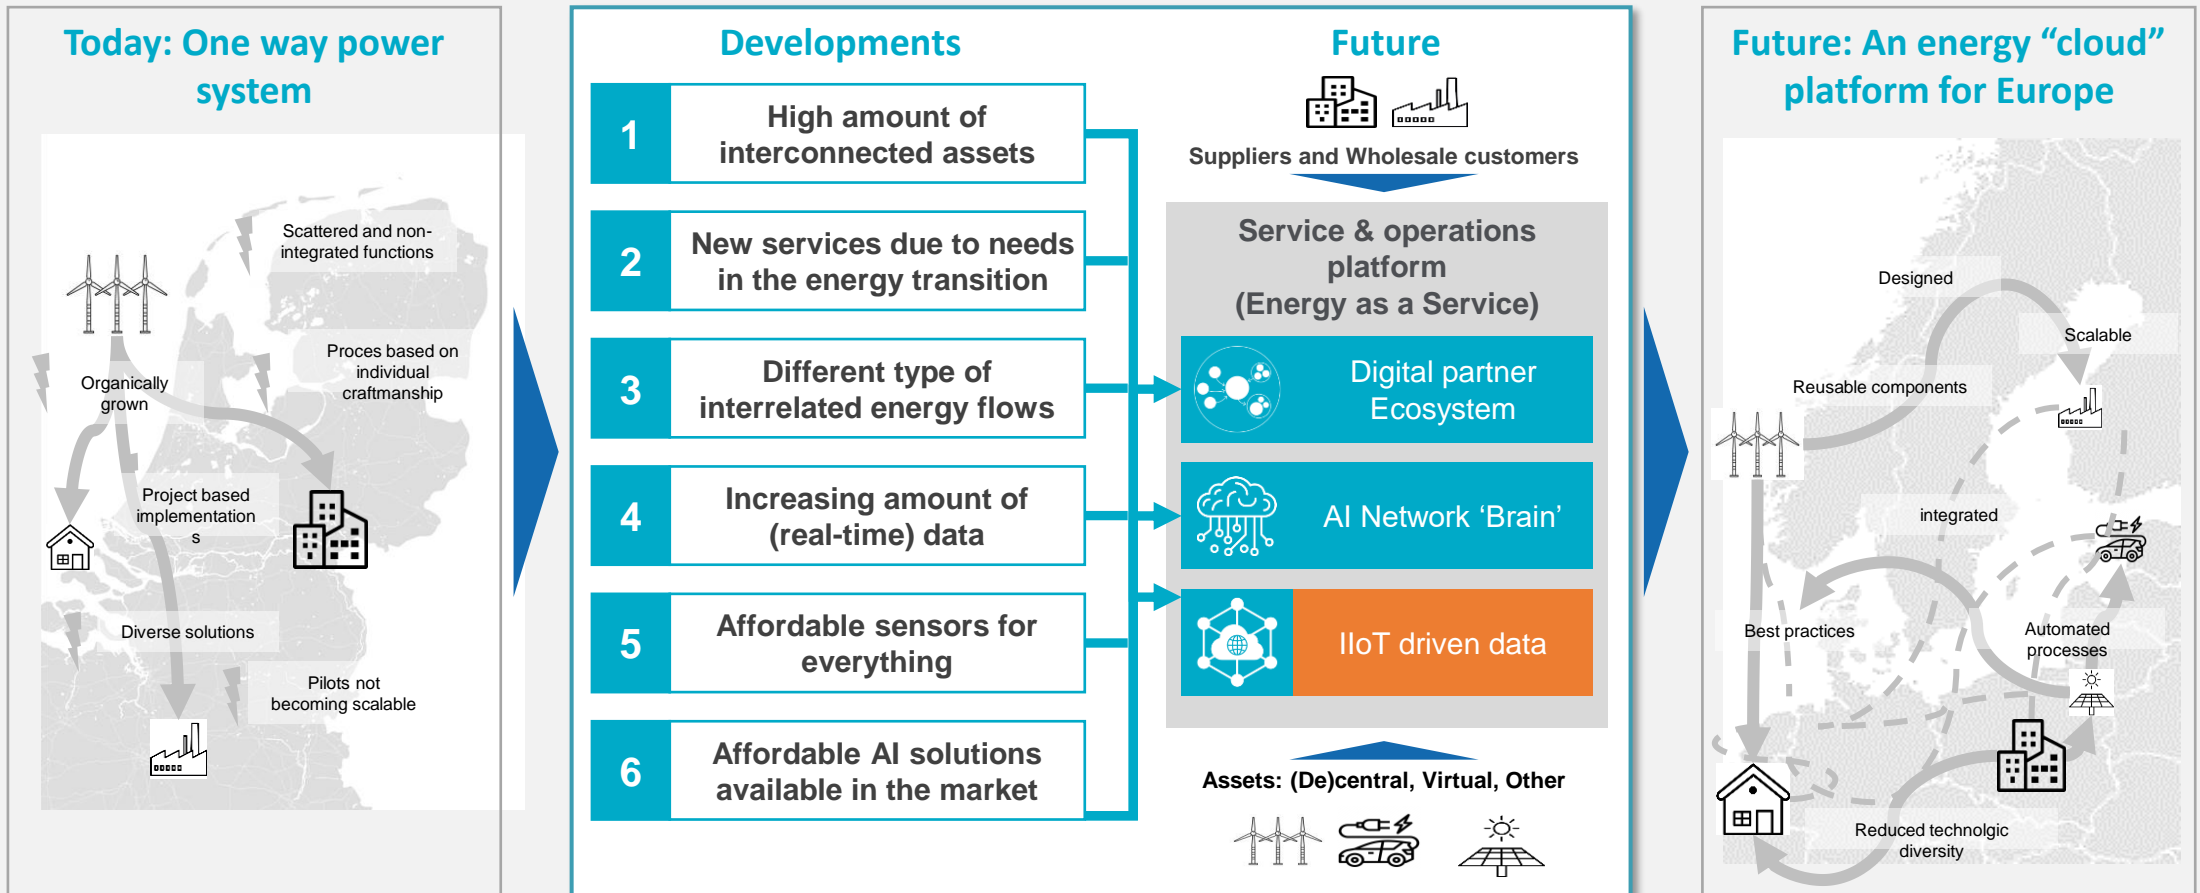 Today: One way power
system
Scattered and non-
integrated functions
Organically
grown
Proces based on
individual
craftmanship
Project based
implementation
s
Diverse solutions
Pilots not
becoming scalable
Developments
1
High amount of
interconnected assets
2
New services due to needs
in the energy transition
3
Different type of
interrelated energy flows
4
Increasing amount of
(real-time) data
5
Affordable sensors for
everything
6
Affordable AI solutions
available in the market
Future
Suppliers and Wholesale customers
Service & operations
platform
(Energy as a Service)
Digital partner
Ecosystem
AI Network ‘Brain’
IIoT driven data
Assets: (De)central, Virtual, Other
Future: An energy “cloud”
platform for Europe
Designed
Scalable
Reusable components
integrated
Best practices
Automated
processes
Reduced technolgic
diversity